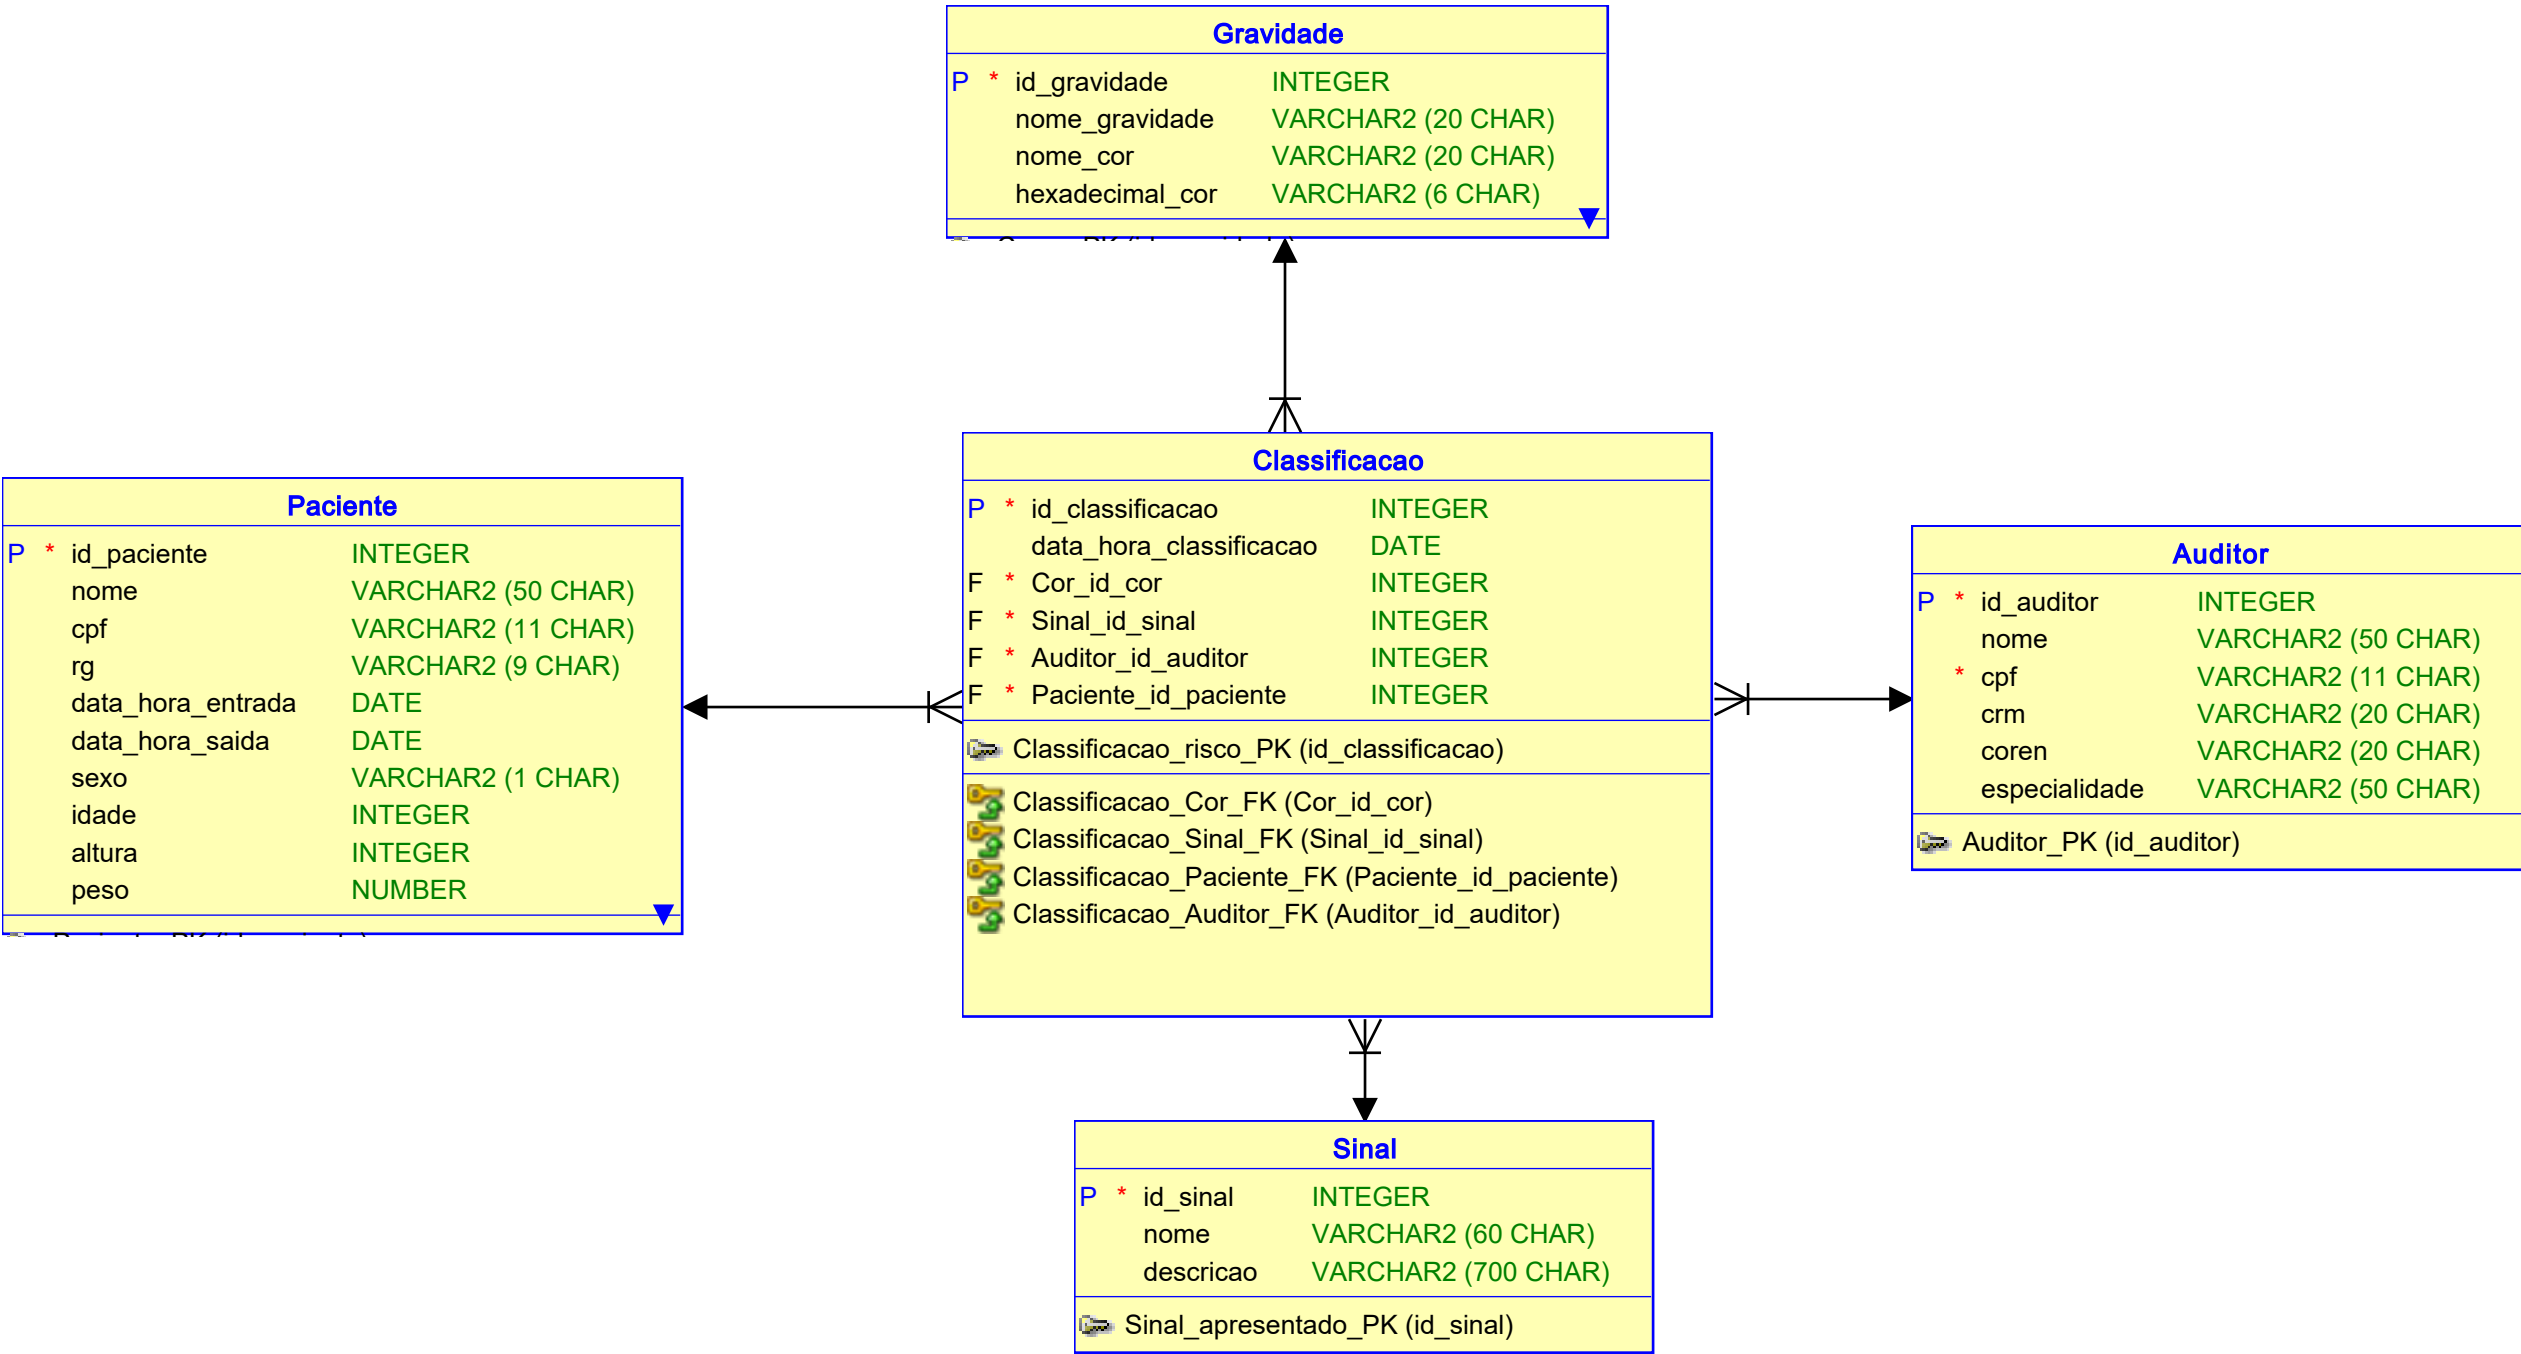 Gravidade
P * id_gravidade INTEGER
nome_gravidade VARCHAR2 (20 CHAR)
nome_cor VARCHAR2 (20 CHAR)
hexadecimal_cor VARCHAR2 (6 CHAR)
Paciente
P * id_paciente INTEGER
nome VARCHAR2 (50 CHAR)
cpf VARCHAR2 (11 CHAR)
rg VARCHAR2 (9 CHAR)
data_hora_entrada DATE
data_hora_saida DATE
sexo VARCHAR2 (1 CHAR)
idade INTEGER
altura INTEGER
peso NUMBER
Classificacao
P * id_classificacao INTEGER
data_hora_classificacao DATE
F * Cor_id_cor INTEGER
F * Sinal_id_sinal INTEGER
F * Auditor_id_auditor INTEGER
F * Paciente_id_paciente INTEGER
Classificacao_risco_PK (id_classificacao)
Classificacao_Cor_FK (Cor_id_cor)
Classificacao_Sinal_FK (Sinal_id_sinal)
Classificacao_Paciente_FK (Paciente_id_paciente)
Classificacao_Auditor_FK (Auditor_id_auditor)
Auditor
P * id_auditor INTEGER
nome VARCHAR2 (50 CHAR)
* cpf VARCHAR2 (11 CHAR)
crm VARCHAR2 (20 CHAR)
coren VARCHAR2 (20 CHAR)
especialidade VARCHAR2 (50 CHAR)
Auditor_PK (id_auditor)
Sinal
P * id_sinal INTEGER
nome VARCHAR2 (60 CHAR)
descricao VARCHAR2 (700 CHAR)
Sinal_apresentado_PK (id_sinal)